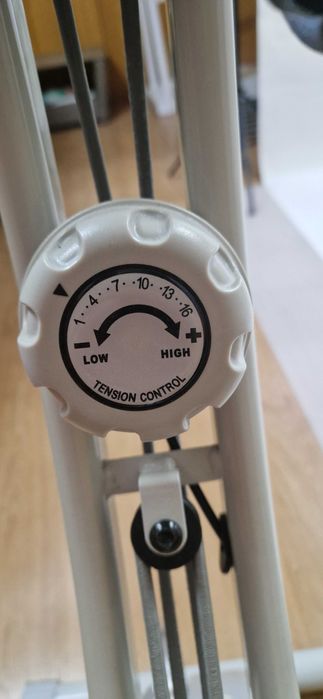 1··4··7··10··13··16
- +
LOW HIGH
TENSION CONTROL